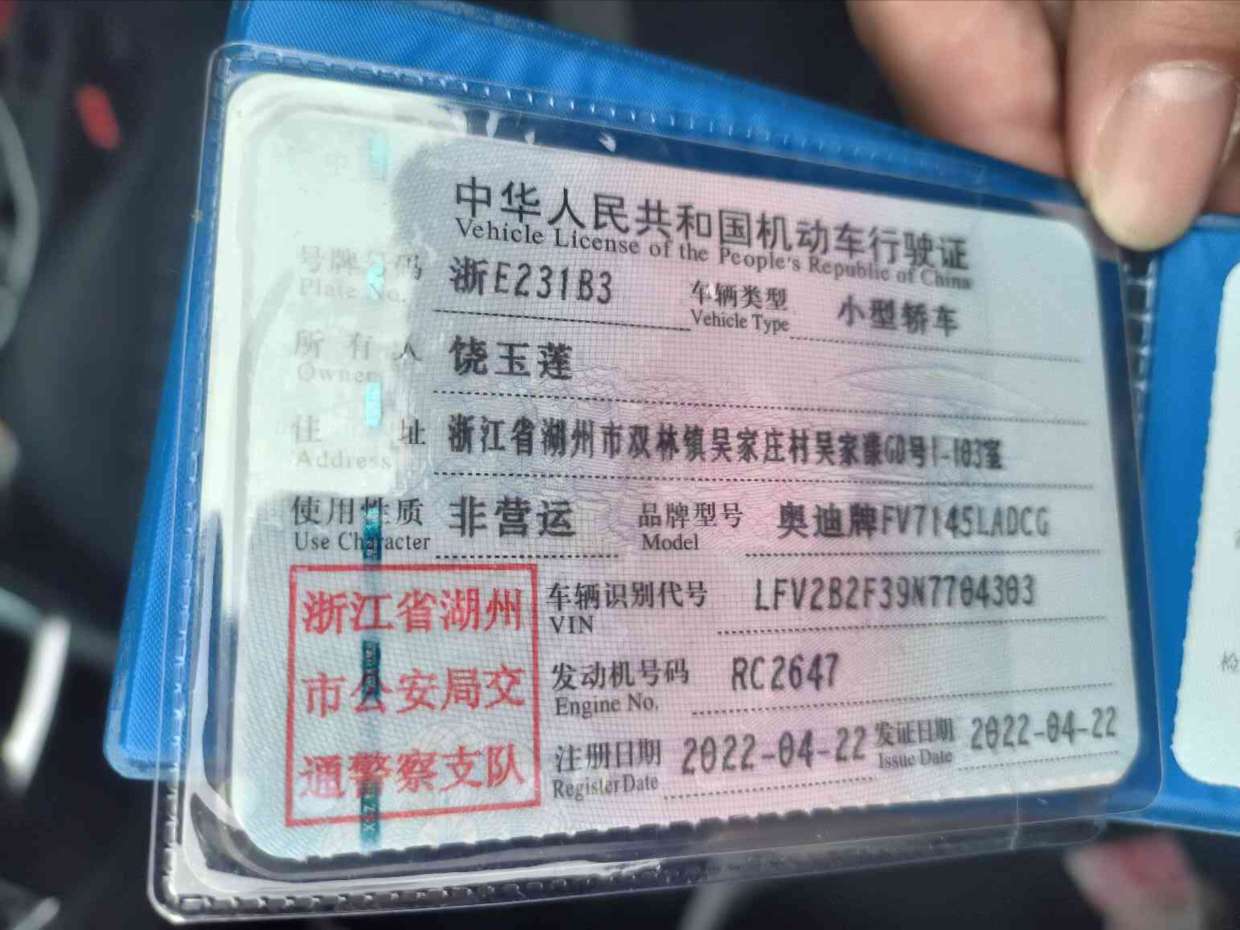 中华人民共和国机动车行驶证
Vehicle License of the People's Republic of China
号牌号码 浙E231B3 车辆类型 小型轿车
Plate No. Vehicle Type
所有人 饶玉莲
Owner
住址 浙江省湖州市双林镇吴家庄村吴家 号1-103室
Address
使用性质 非营运 品牌型号 奥迪牌FV7145LADCG
Use Character Model
浙江省湖州
市公安局交
通警察支队
车辆识别代号 LFV2B2F39N7704303
VIN
发动机号码 RC2647
Engine No.
注册日期 2022-04-22 发证日期 2022-04-22
Register Date Issue Date